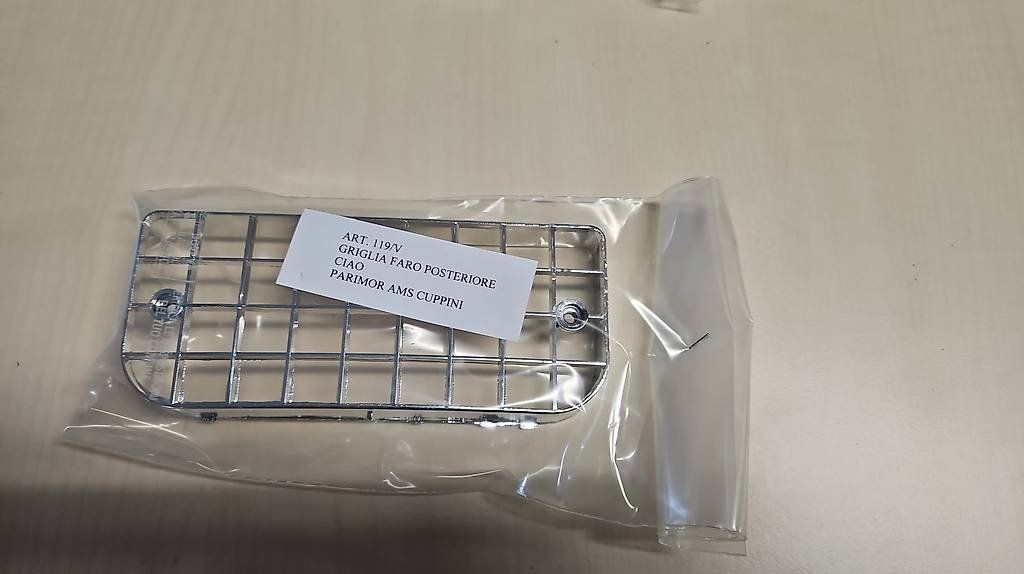 ART. 119/V
GRIGLIA FARO POSTERIORE
CIAO
PARIMOR AMS CUPPINI